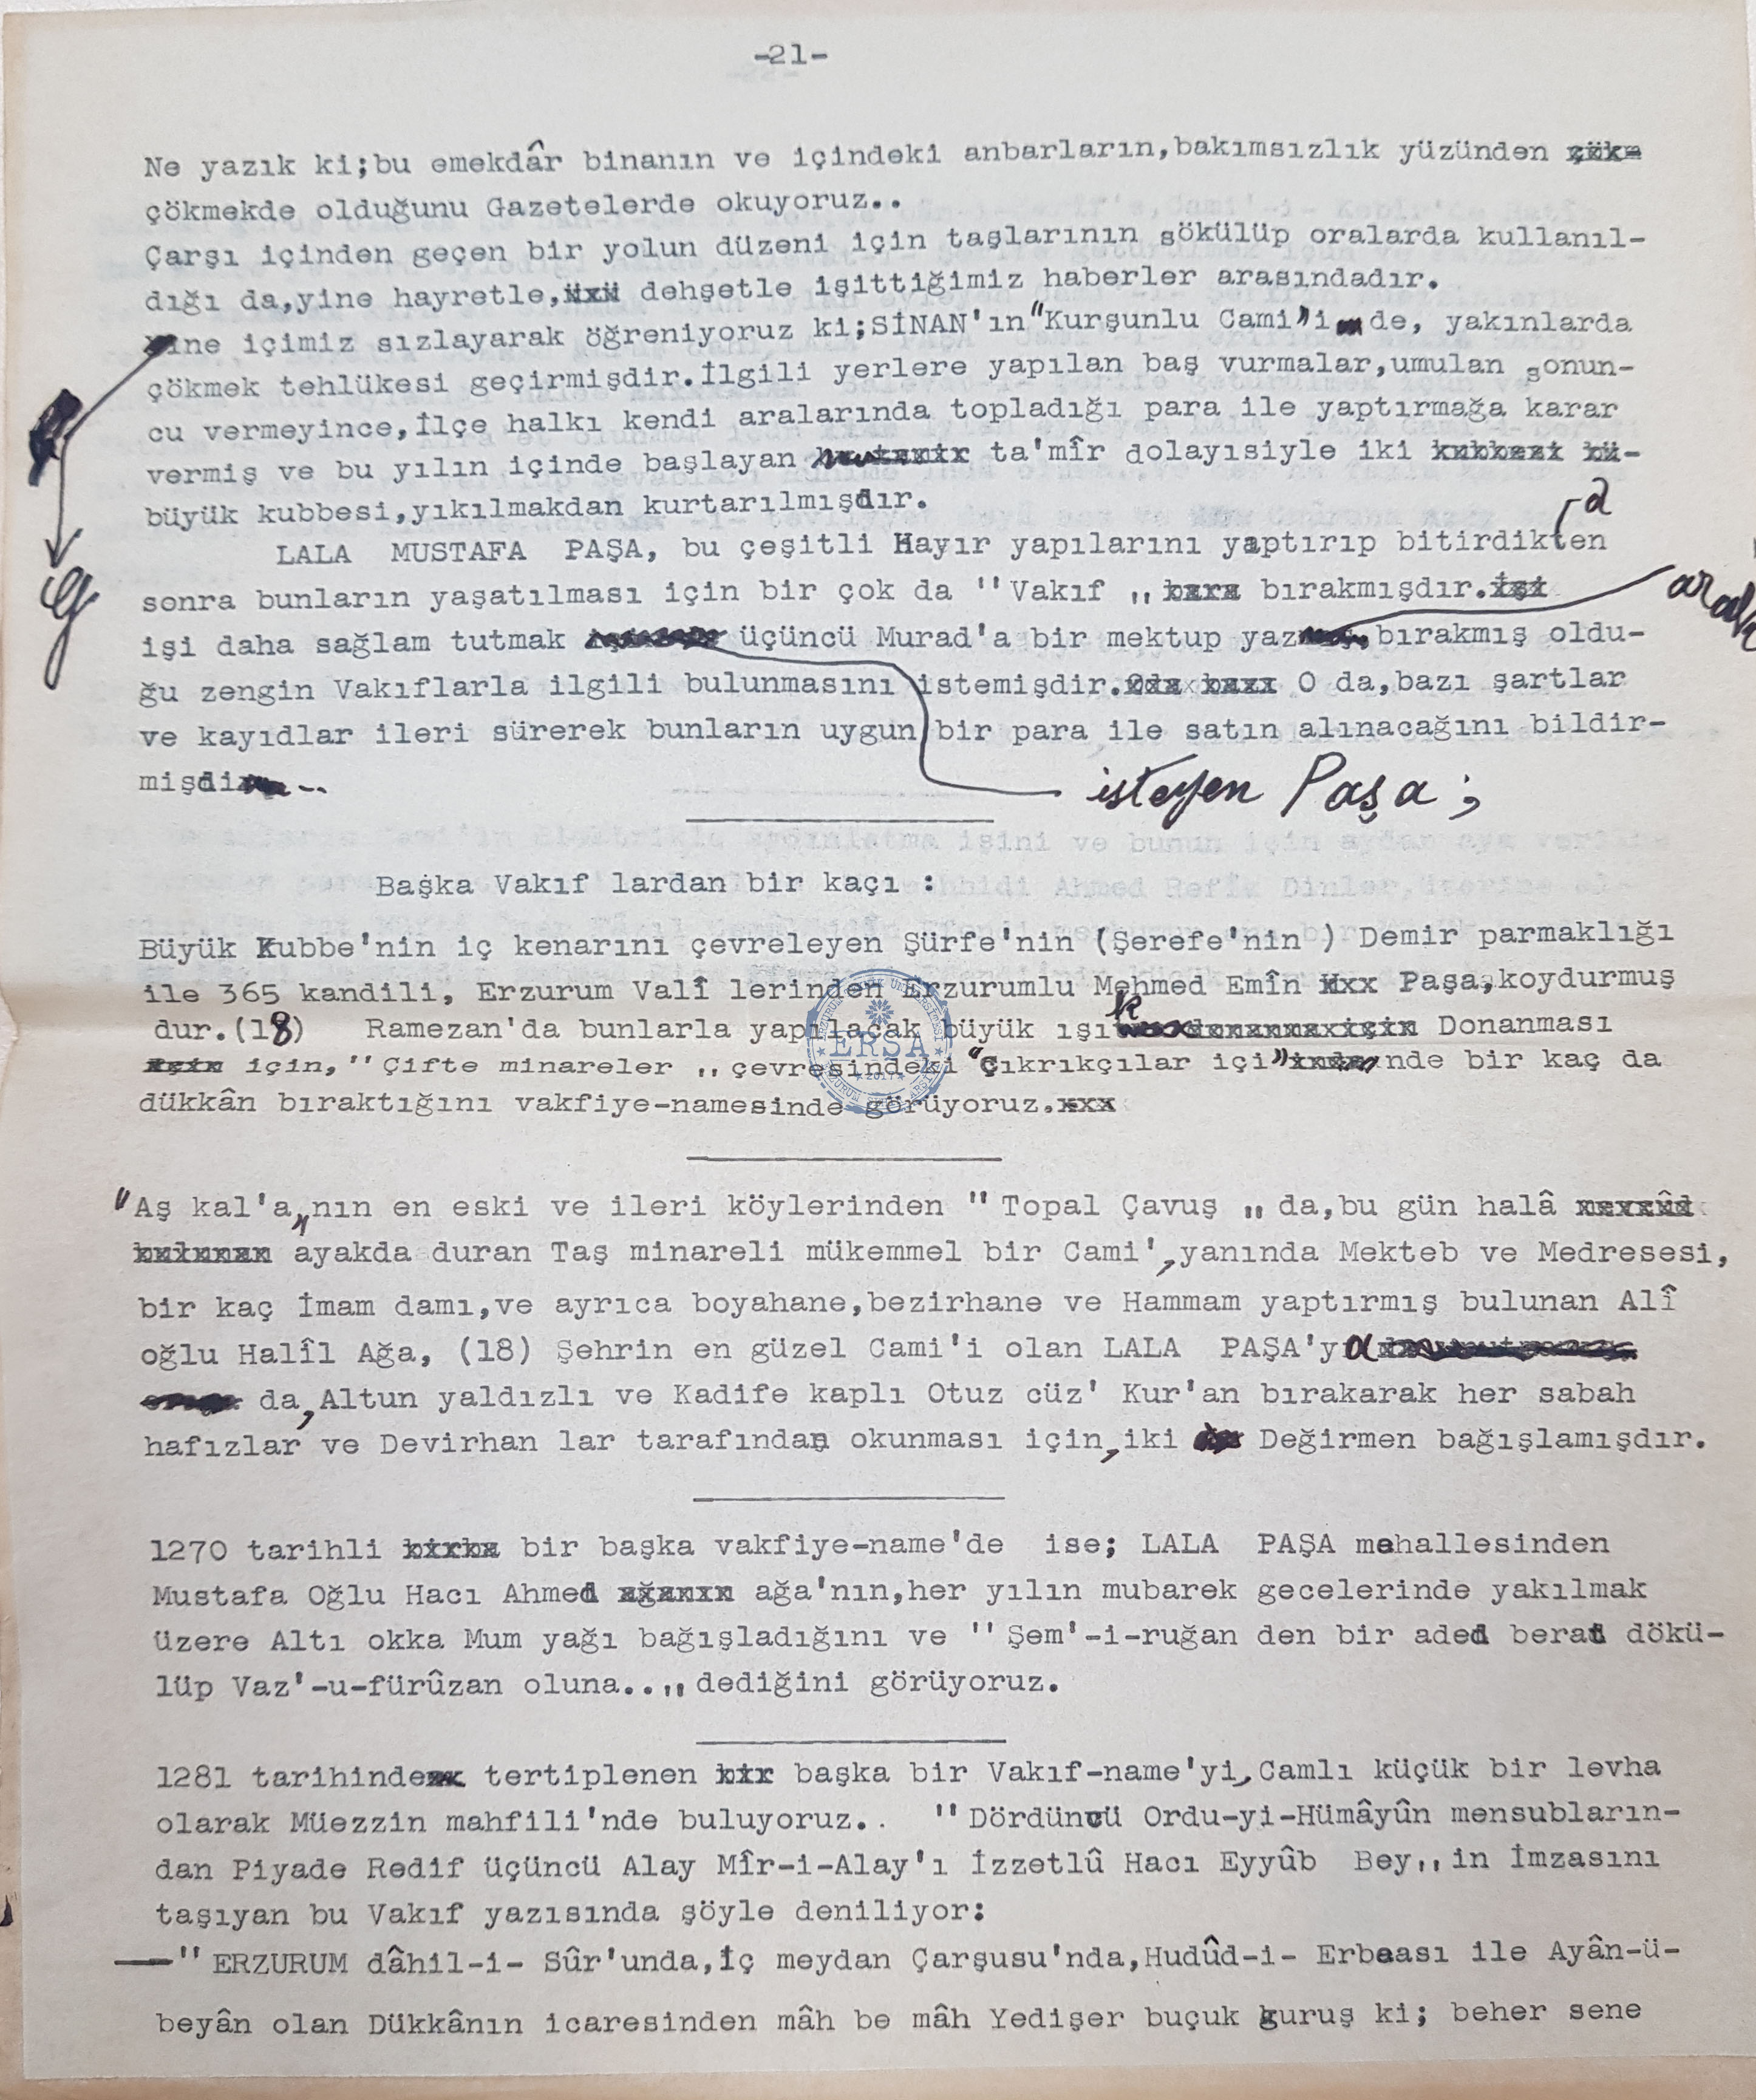 -21-
Ne yazık ki;bu emekdâr binanın ve içindeki anbarların,bakımsızlık yüzünden
çökmekde olduğunu Gazetelerde okuyoruz..
Çarşı içinden geçen bir yolun düzeni için taşlarının sökülüp oralarda kullanıl-
dığı da,yine hayretle, dehşetle işittiğimiz haberler arasındadır.
Yine içimiz sızlayarak öğreniyoruz ki;SİNAN'ın "Kurşunlu Cami"i de, yakınlarda
çökmek tehlükesi geçirmişdir.İlgili yerlere yapılan baş vurmalar,umulan sonun-
cu vermeyince,İlçe halkı kendi aralarında topladığı para ile yaptırmağa karar
vermiş ve bu yılın içinde başlayan ta'mîr dolayısiyle iki
büyük kubbesi,yıkılmakdan kurtarılmışdır.
d
LALA MUSTAFA PAŞA, bu çeşitli Hayır yapılarını yaptırıp bitirdikten
sonra bunların yaşatılması için bir çok da "Vakıf „ bırakmışdır.
arak
işi daha sağlam tutmak üçüncü Murad'a bir mektup yaz bırakmış oldu-
ğu zengin Vakıflarla ilgili bulunmasını istemişdir. O da,bazı şartlar
ve kayıdlar ileri sürerek bunların uygun bir para ile satın alınacağını bildir-
mişdi..
isteyen Paşa ;
Başka Vakıf lardan bir kaçı :
Büyük Kubbe'nin iç kenarını çevreleyen Şürfe'nin (Şerefe'nin ) Demir parmaklığı
ile 365 kandili, Erzurum Valî lerinden Erzurumlu Mehmed Emîn Paşa,koydurmuş
dur.(18) Ramezan'da bunlarla yapılacak büyük ışık Donanması
için," Çifte minareler „ çevresindeki "Çıkrıkçılar içi"nde bir kaç da
dükkân bıraktığını vakfiye-namesinde görüyoruz.
ERSA
2017
"Aş kal'a„nın en eski ve ileri köylerinden " Topal Çavuş „ da,bu gün halâ
ayakda duran Taş minareli mükemmel bir Cami',yanında Mekteb ve Medresesi,
bir kaç İmam damı,ve ayrıca boyahane,bezirhane ve Hammam yaptırmış bulunan Alî
oğlu Halîl Ağa, (18) Şehrin en güzel Cami'i olan LALA PAŞA'ya
da,Altun yaldızlı ve Kadife kaplı Otuz cüz' Kur'an bırakarak her sabah
hafızlar ve Devirhan lar tarafından okunması için,iki Değirmen bağışlamışdır.
1270 tarihli bir başka vakfiye-name'de ise; LALA PAŞA mahallesinden
Mustafa Oğlu Hacı Ahmed ağa'nın,her yılın mubarek gecelerinde yakılmak
üzere Altı okka Mum yağı bağışladığını ve " Şem'-i-ruğan den bir aded berat dökü-
lüp Vaz'-u-fürûzan oluna..„ dediğini görüyoruz.
1281 tarihinde tertiplenen başka bir Vakıf-name'yi,Camlı küçük bir levha
olarak Müezzin mahfili'nde buluyoruz.. "Dördüncü Ordu-yi-Hümâyûn mensubların-
dan Piyade Redif üçüncü Alay Mîr-i-Alay'ı İzzetlû Hacı Eyyûb Bey„in İmzasını
taşıyan bu Vakıf yazısında şöyle deniliyor:
—" ERZURUM dâhil-i- Sûr'unda,İç meydan Çarşusu'nda,Hudûd-i- Erbaası ile Ayân-ü-
beyân olan Dükkânın icaresinden mâh be mâh Yedişer buçuk guruş ki; beher sene